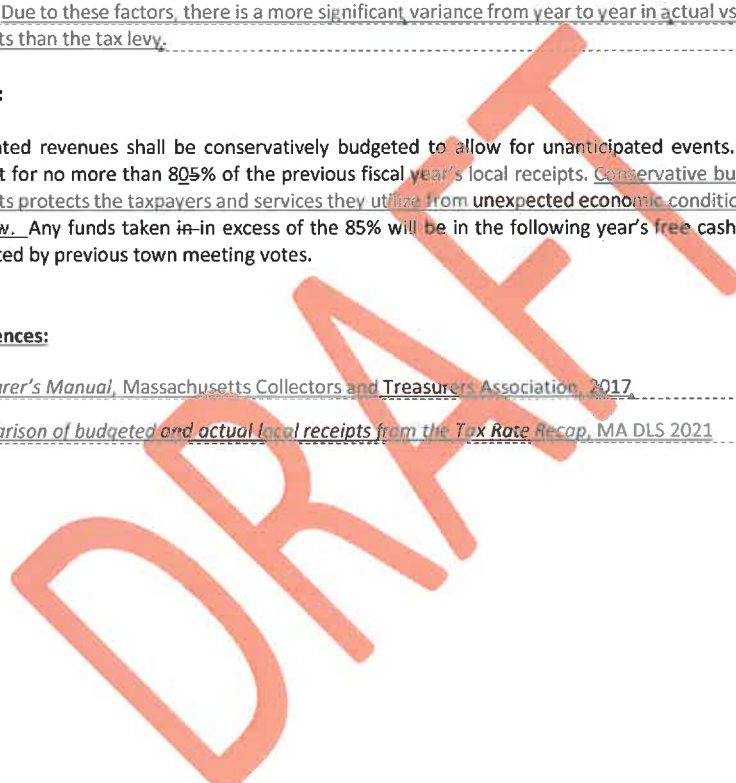 Due to these factors, there is a more significant variance from year to year in actual vs
ts than the tax levy.
:
ted revenues shall be conservatively budgeted to allow for unanticipated events.
t for no more than 805% of the previous fiscal year's local receipts. Conservative bu
ts protects the taxpayers and services they utilize from unexpected economic conditio
w. Any funds taken in in excess of the 85% will be in the following year's free cash
ted by previous town meeting votes.
ences:
rer's Manual, Massachusetts Collectors and Treasurers Association, 2017
arison of budgeted and actual local receipts from the Tax Rate Recap, MA DLS 2021
DRAFT